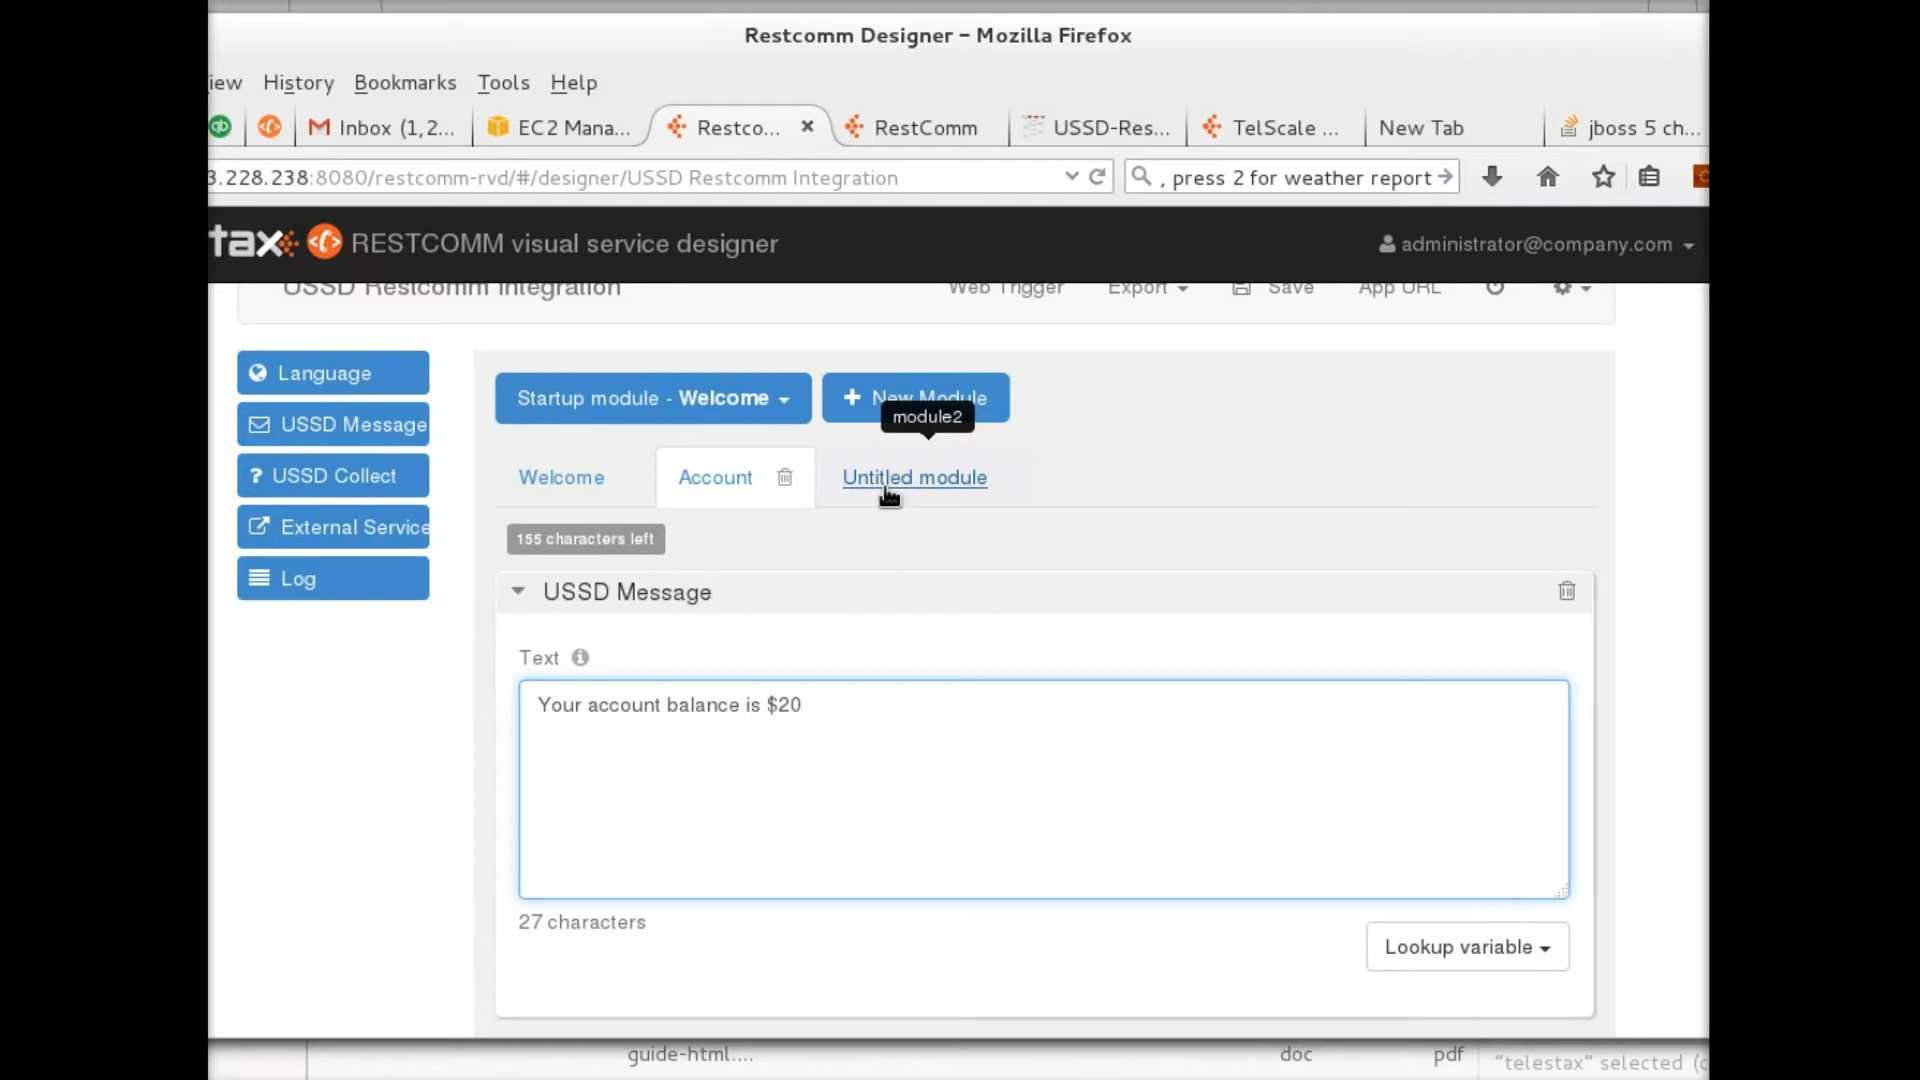 Restcomm Designer – Mozilla Firefox
iew History Bookmarks Tools Help
Inbox (1,2... EC2 Mana... Restco... RestComm USSD-Res... TelScale ... New Tab jboss 5 ch...
3.228.238:8080/restcomm-rvd/#/designer/USSD Restcomm Integration , press 2 for weather report
tax RESTCOMM visual service designer administrator@company.com
USSD Restcomm Integration Web Trigger Export Save App URL
Language
USSD Message
USSD Collect
External Service
Log
Startup module - Welcome New Module
module2
Welcome Account Untitled module
155 characters left
USSD Message
Text
Your account balance is $20
27 characters
Lookup variable
guide-html.... doc pdf "telestax" selected (c